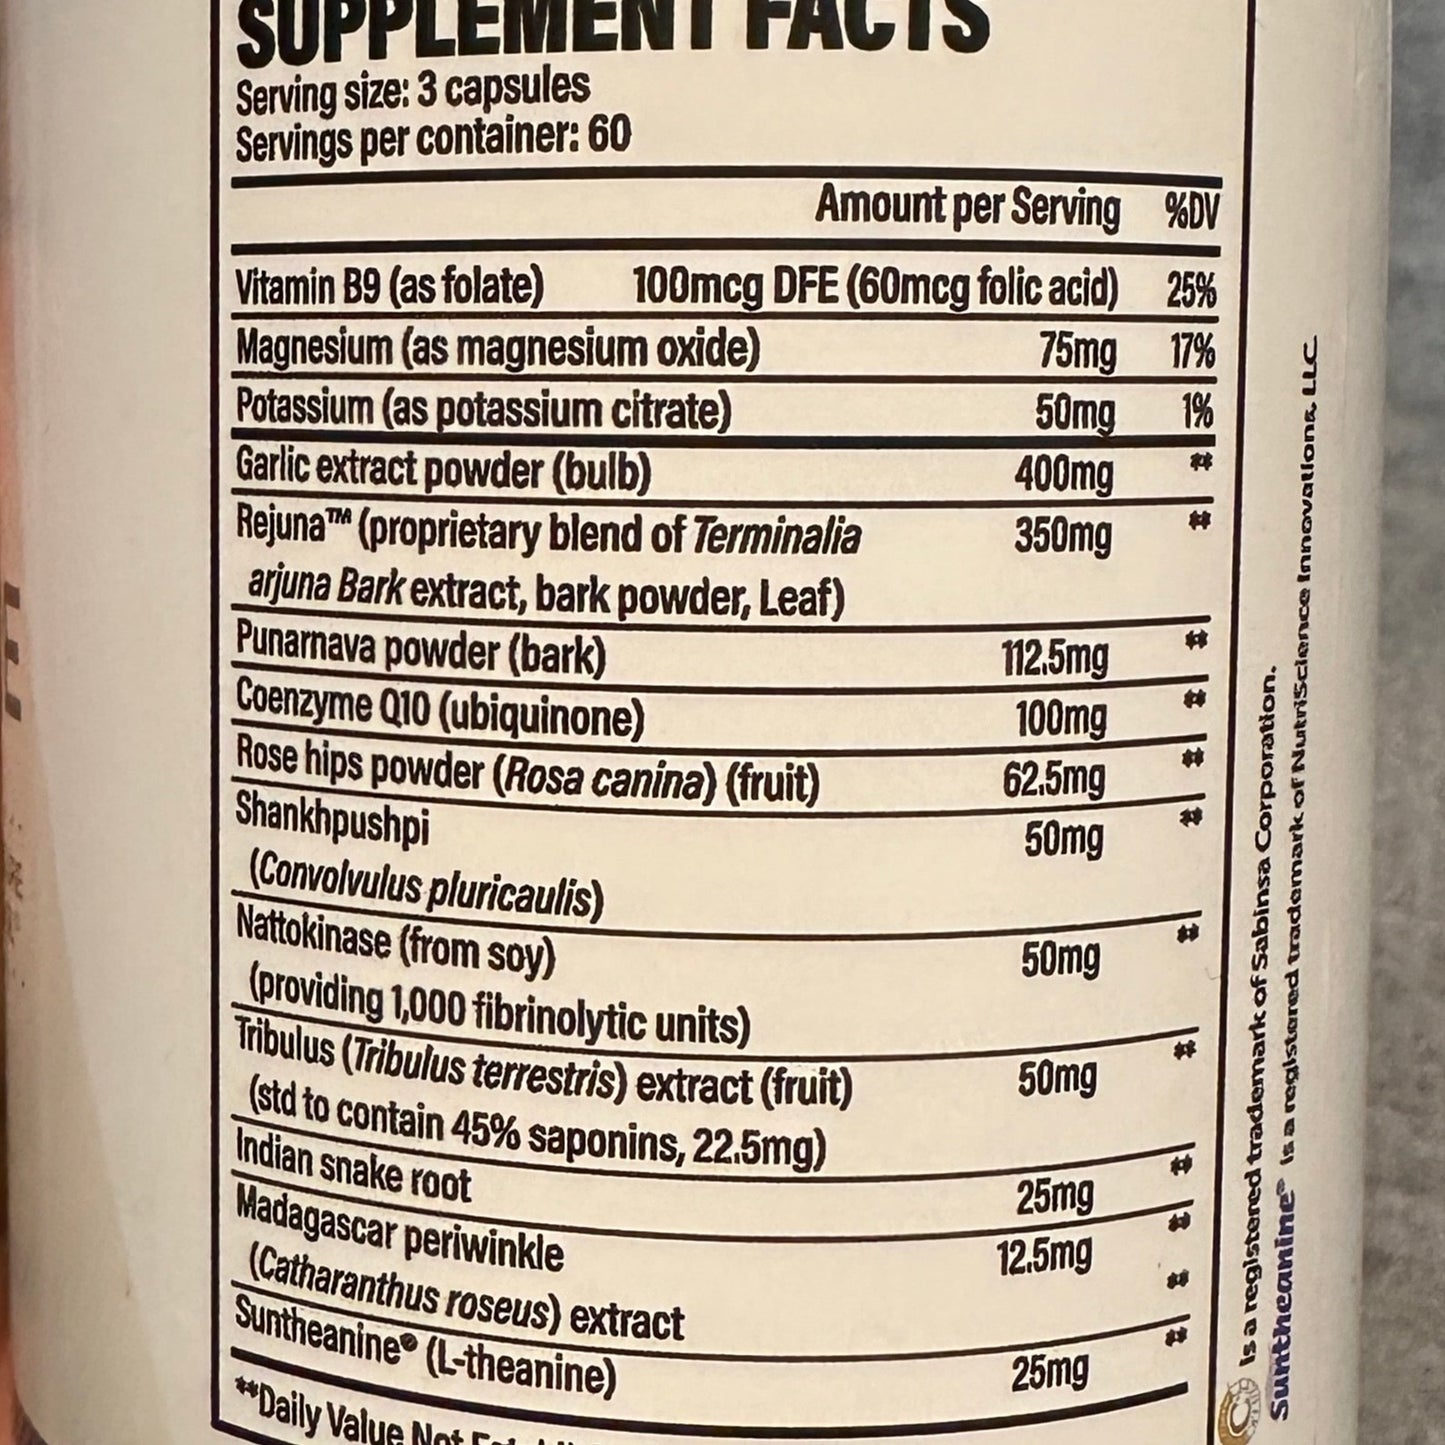 SUPPLEMENT FACTS
Serving size: 3 capsules
Servings per container: 60
Amount per Serving %DV
Vitamin B9 (as folate) 100mcg DFE (60mcg folic acid) 25%
Magnesium (as magnesium oxide) 75mg 17%
Potassium (as potassium citrate) 50mg 1%
Garlic extract powder (bulb) 400mg **
Rejuna™ (proprietary blend of Terminalia 350mg **
arjuna Bark extract, bark powder, Leaf)
Punarnava powder (bark) 112.5mg **
Coenzyme Q10 (ubiquinone) 100mg **
Rose hips powder (Rosa canina) (fruit) 62.5mg **
Shankhpushpi 50mg **
(Convolvulus pluricaulis)
Nattokinase (from soy) 50mg **
(providing 1,000 fibrinolytic units)
Tribulus (Tribulus terrestris) extract (fruit) 50mg **
(std to contain 45% saponins, 22.5mg)
Indian snake root 25mg **
Madagascar periwinkle 12.5mg **
(Catharanthus roseus) extract **
Suntheanine® (L-theanine) 25mg **
**Daily Value Not
is a registered trademark of Sabinsa Corporation.
Suntheanine® is a registered trademark of NutriScience Innovations, LLC.